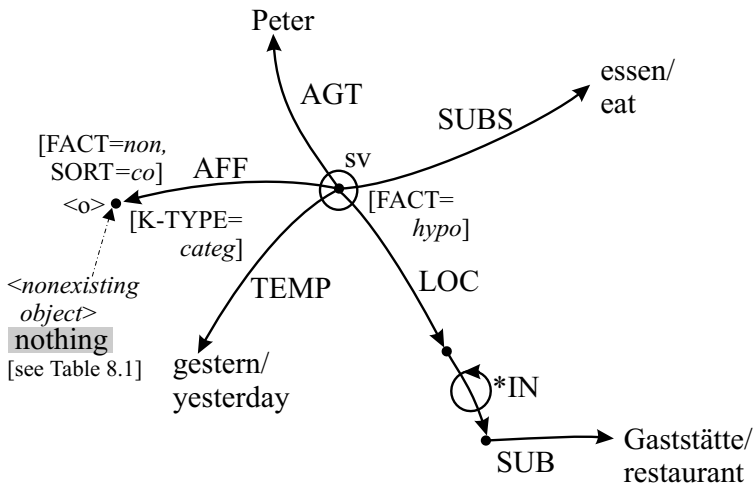 Peter
AGT
essen/
eat
SUBS
[FACT=non,
SORT=co]
AFF
sv
<o>
[K-TYPE=
categ]
[FACT=
hypo]
<nonexisting
object>
nothing
[see Table 8.1]
TEMP
LOC
gestern/
yesterday
*IN
SUB
Gaststätte/
restaurant